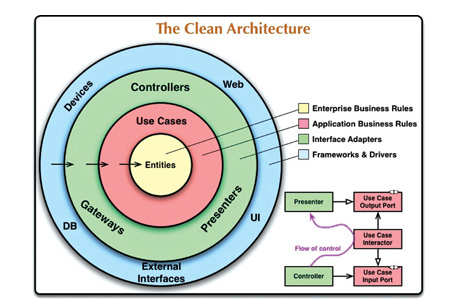 The Clean Architecture
Devices
Controllers
Web
Use Cases
Entities
Gateways
Presenters
DB
UI
External
Interfaces
Enterprise Business Rules
Application Business Rules
Interface Adapters
Frameworks & Drivers
Presenter
Use Case
Output Port
Flow of control
Use Case
Interactor
Controller
Use Case
Input Port